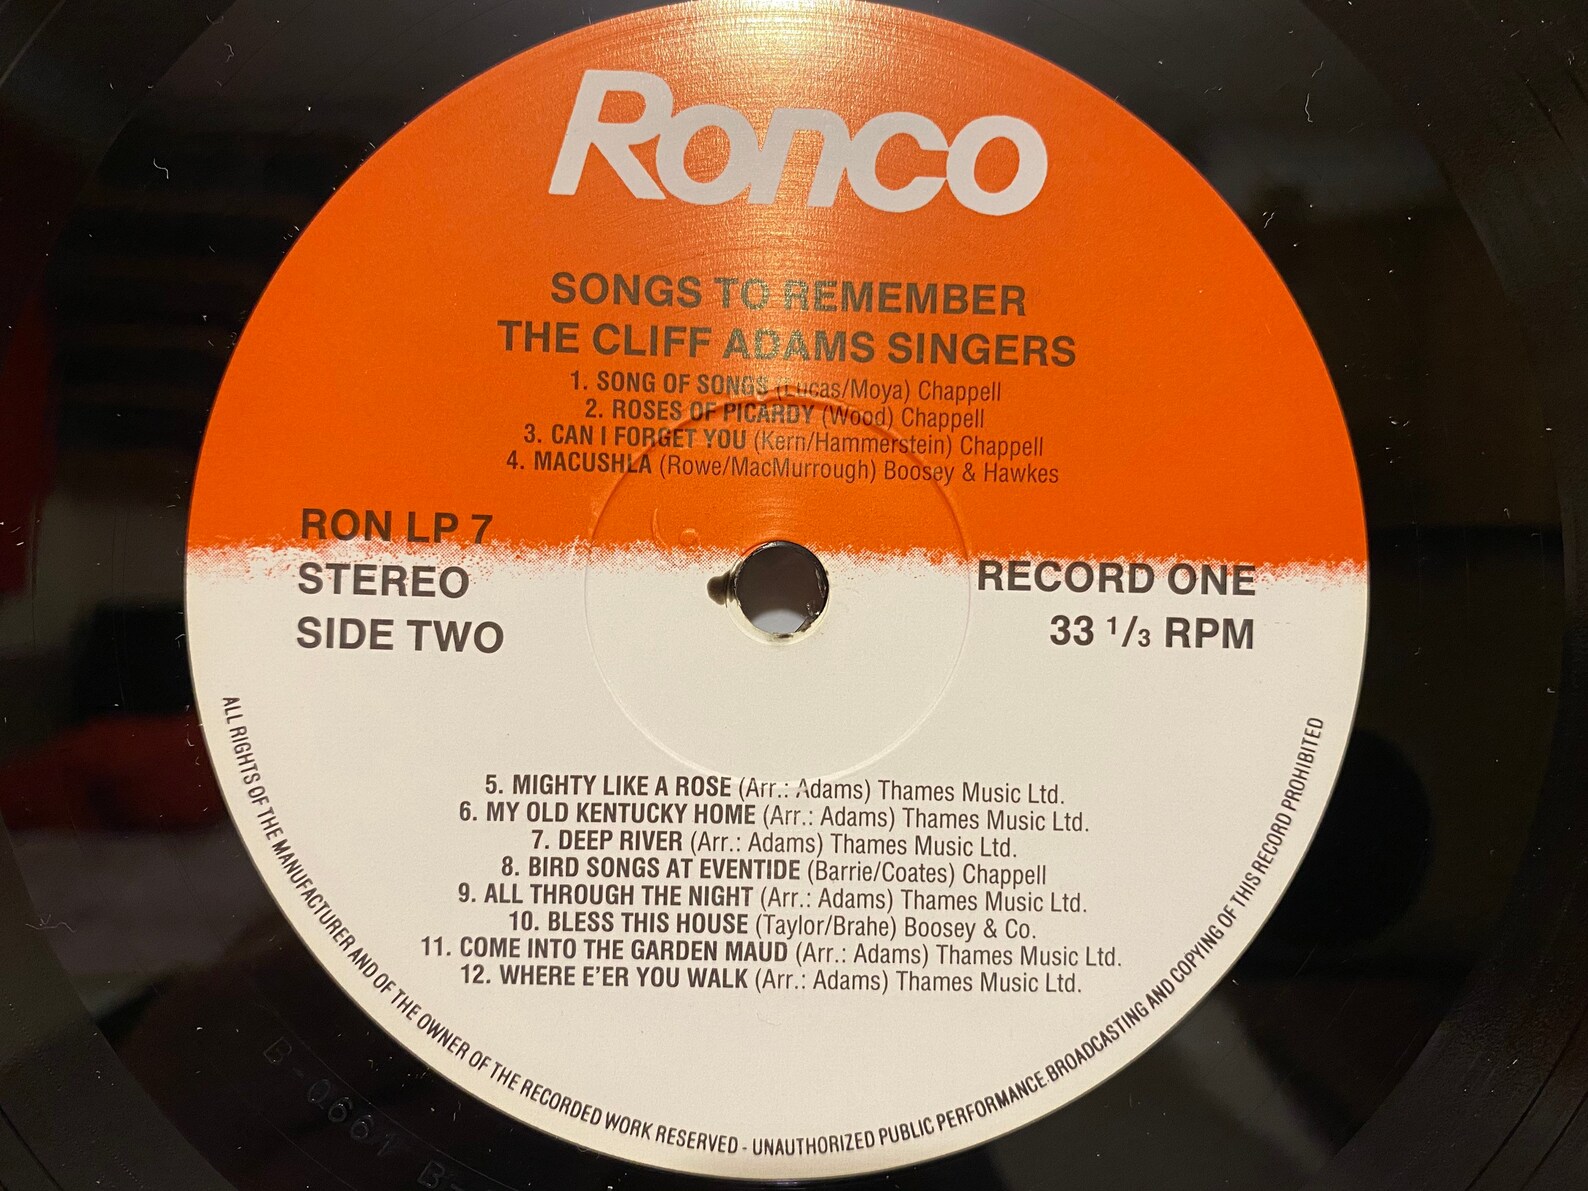 Ronco
SONGS TO REMEMBER
THE CLIFF ADAMS SINGERS
1. SONG OF SONGS (Lucas/Moya) Chappell
2. ROSES OF PICARDY (Wood) Chappell
3. CAN I FORGET YOU (Kern/Hammerstein) Chappell
4. MACUSHLA (Rowe/MacMurrough) Boosey & Hawkes
RON LP 7
STEREO
SIDE TWO
RECORD ONE
33 1/3 RPM
5. MIGHTY LIKE A ROSE (Arr.: Adams) Thames Music Ltd.
6. MY OLD KENTUCKY HOME (Arr.: Adams) Thames Music Ltd.
7. DEEP RIVER (Arr.: Adams) Thames Music Ltd.
8. BIRD SONGS AT EVENTIDE (Barrie/Coates) Chappell
9. ALL THROUGH THE NIGHT (Arr.: Adams) Thames Music Ltd.
10. BLESS THIS HOUSE (Taylor/Brahe) Boosey & Co.
11. COME INTO THE GARDEN MAUD (Arr.: Adams) Thames Music Ltd.
12. WHERE E'ER YOU WALK (Arr.: Adams) Thames Music Ltd.
ALL RIGHTS OF THE MANUFACTURER AND OF THE OWNER OF THE RECORDED WORK RESERVED - UNAUTHORIZED PUBLIC PERFORMANCE.BROADCASTING AND COPYING OF THIS RECORD PROHIBITED
B-0661